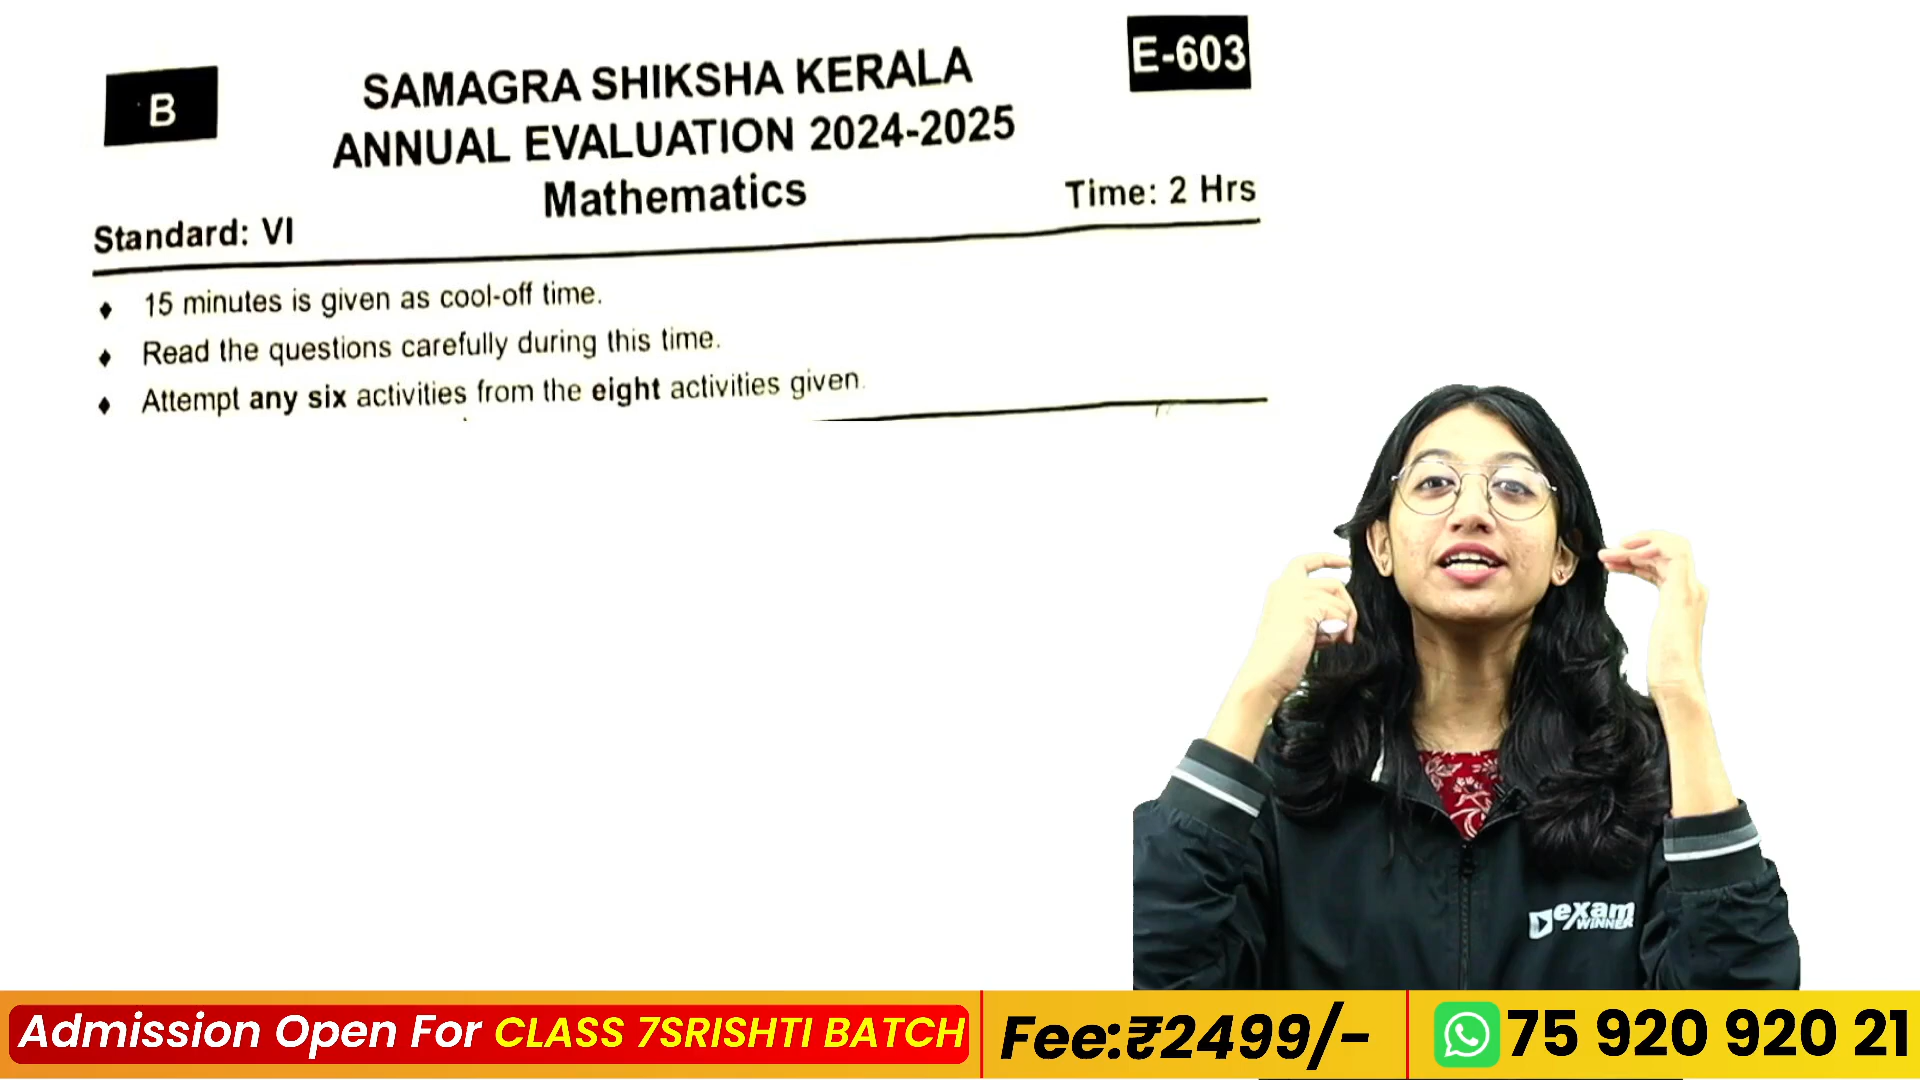 B
E-603
SAMAGRA SHIKSHA KERALA
ANNUAL EVALUATION 2024-2025
Mathematics
Standard: VI
Time: 2 Hrs
♦ 15 minutes is given as cool-off time.
♦ Read the questions carefully during this time.
♦ Attempt any six activities from the eight activities given.
exam
WINNER
Admission Open For CLASS 7SRISHTI BATCH
Fee:₹2499/-
75 920 920 21